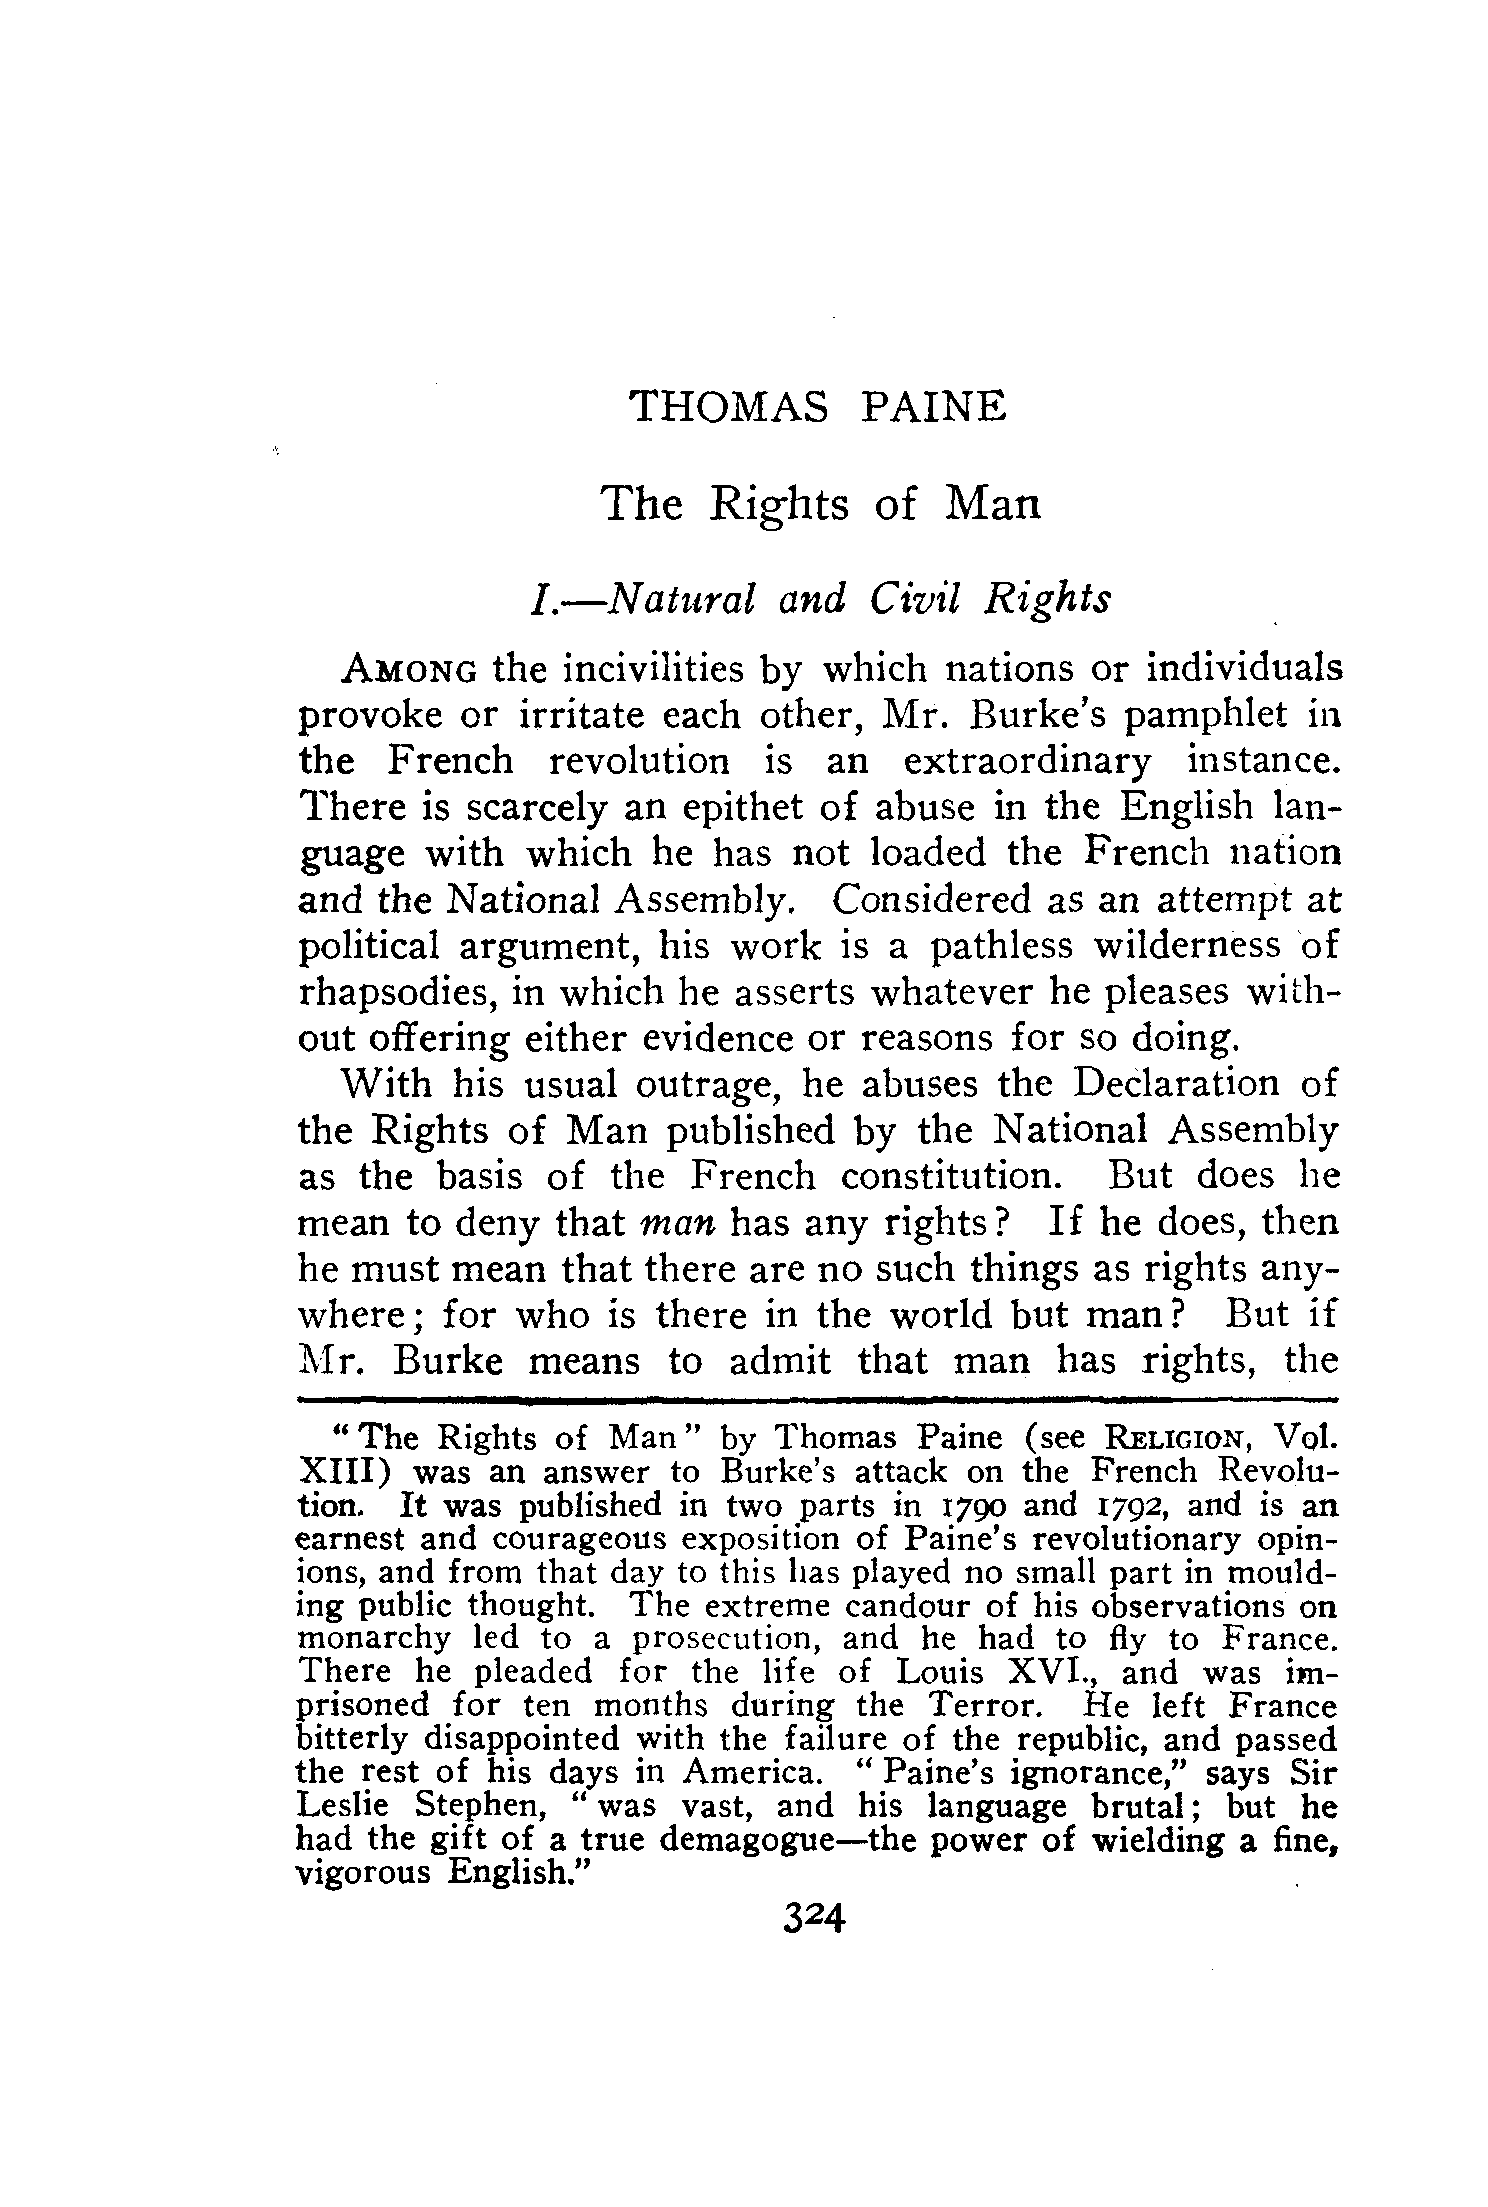 THOMAS PAINE
The Rights of Man
I.—Natural and Civil Rights
AMONG the incivilities by which nations or individuals
provoke or irritate each other, Mr. Burke's pamphlet in
the French revolution is an extraordinary instance.
There is scarcely an epithet of abuse in the English lan-
guage with which he has not loaded the French nation
and the National Assembly. Considered as an attempt at
political argument, his work is a pathless wilderness of
rhapsodies, in which he asserts whatever he pleases with-
out offering either evidence or reasons for so doing.
With his usual outrage, he abuses the Declaration of
the Rights of Man published by the National Assembly
as the basis of the French constitution. But does he
mean to deny that man has any rights? If he does, then
he must mean that there are no such things as rights any-
where; for who is there in the world but man? But if
Mr. Burke means to admit that man has rights, the
"The Rights of Man" by Thomas Paine (see RELIGION, Vol.
XIII) was an answer to Burke's attack on the French Revolu-
tion. It was published in two parts in 1790 and 1792, and is an
earnest and courageous exposition of Paine's revolutionary opin-
ions, and from that day to this has played no small part in mould-
ing public thought. The extreme candour of his observations on
monarchy led to a prosecution, and he had to fly to France.
There he pleaded for the life of Louis XVI., and was im-
prisoned for ten months during the Terror. He left France
bitterly disappointed with the failure of the republic, and passed
the rest of his days in America. "Paine's ignorance," says Sir
Leslie Stephen, "was vast, and his language brutal; but he
had the gift of a true demagogue—the power of wielding a fine,
vigorous English."
324